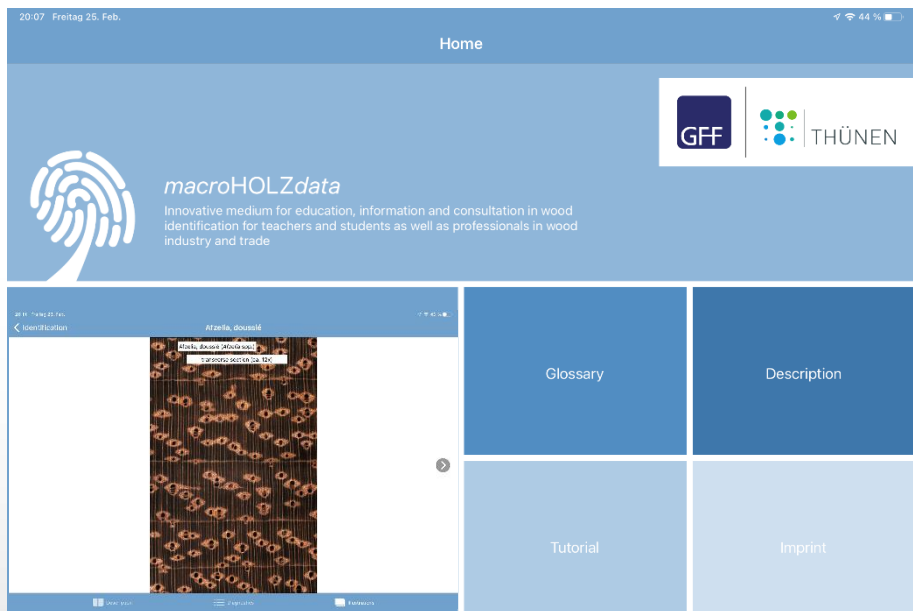 20:07 Freitag 25. Feb.
44 %
Home
GFF
THÜNEN
macroHOLZdata
Innovative medium for education, information and consultation in wood
identification for teachers and students as well as professionals in wood
industry and trade
Identification
Afzelia, doussié
Afzelia, doussié (Afzelia spp.)
transverse section (ca. 12x)
Glossary
Description
Tutorial
Imprint